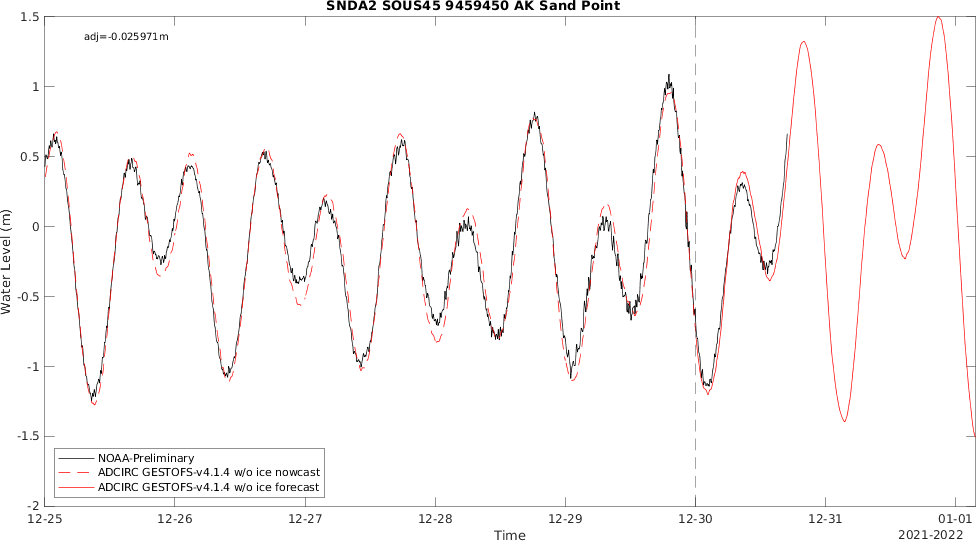 SNDA2 SOUS45 9459450 AK Sand Point
adj=-0.025971m
1.5
1
0.5
0
-0.5
-1
-1.5
-2
Water Level (m)
NOAA-Preliminary
ADCIRC GESTOFS-v4.1.4 w/o ice nowcast
ADCIRC GESTOFS-v4.1.4 w/o ice forecast
12-25 12-26 12-27 12-28 12-29 12-30 12-31 01-01
Time
2021-2022